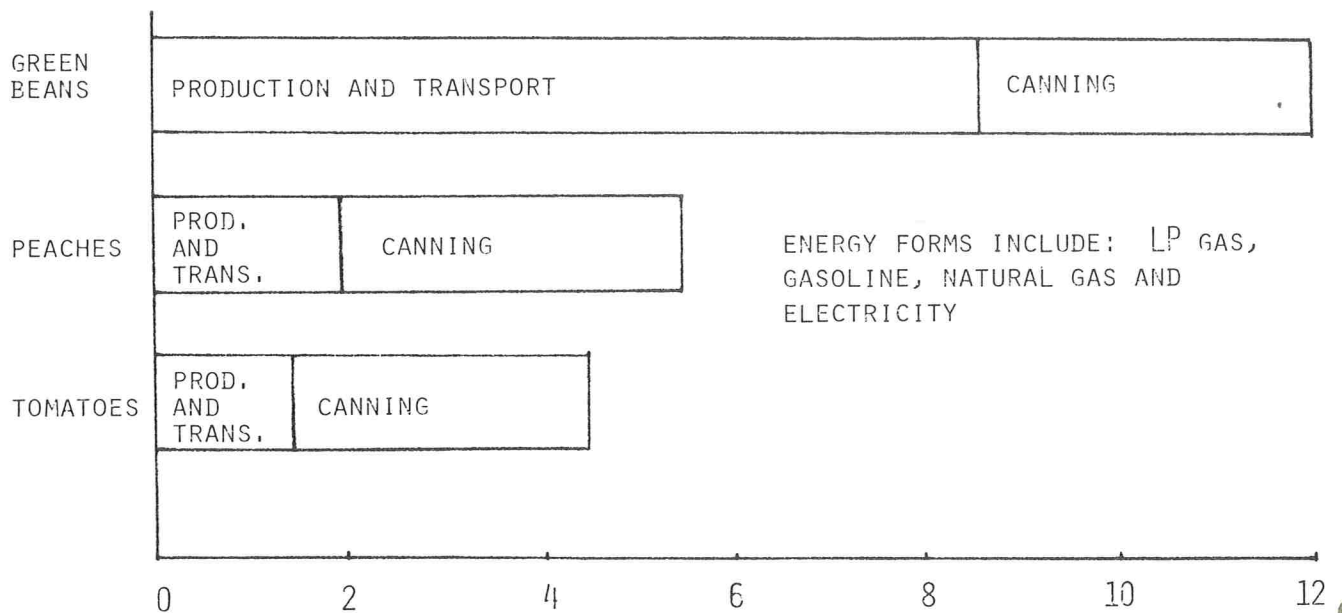 GREEN
BEANS
PRODUCTION AND TRANSPORT
CANNING
PEACHES
PROD.
AND
TRANS.
CANNING
ENERGY FORMS INCLUDE: LP GAS,
GASOLINE, NATURAL GAS AND
ELECTRICITY
TOMATOES
PROD.
AND
TRANS.
CANNING
0 2 4 6 8 10 12